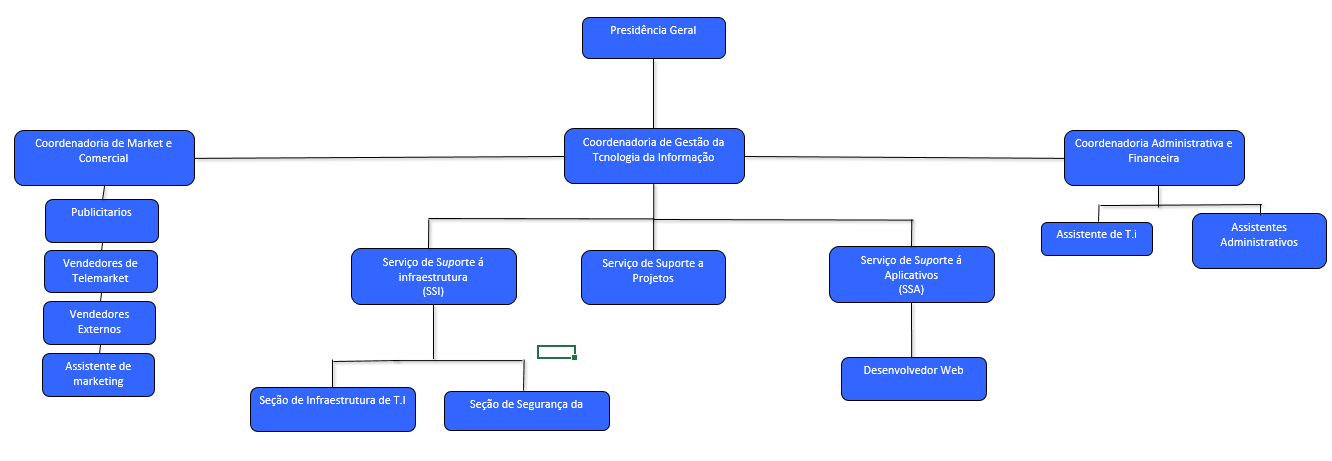 Presidência Geral
Coordenadoria de Market e
Comercial
Coordenadoria de Gestão da
Tcnologia da Informação
Coordenadoria Administrativa e
Financeira
Publicitarios
Vendedores de
Telemarket
Vendedores
Externos
Assistente de
marketing
Serviço de Suporte á
infraestrutura
(SSI)
Serviço de Suporte a
Projetos
Serviço de Suporte á
Aplicativos
(SSA)
Assistente de T.i
Assistentes
Administrativos
Seção de Infraestrutura de T.I
Seção de Segurança da
Desenvolvedor Web